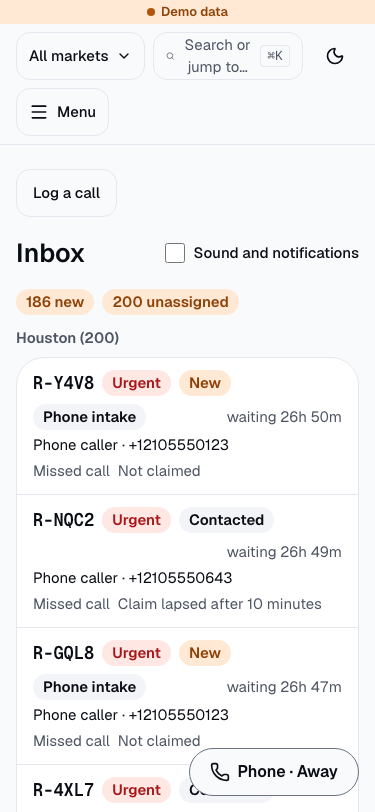 Demo data
All markets
Search or
jump to...
⌘K
Menu
Log a call
Inbox
Sound and notifications
186 new
200 unassigned
Houston (200)
R-Y4V8 Urgent New
Phone intake waiting 26h 50m
Phone caller · +12105550123
Missed call Not claimed
R-NQC2 Urgent Contacted
waiting 26h 49m
Phone caller · +12105550643
Missed call Claim lapsed after 10 minutes
R-GQL8 Urgent New
Phone intake waiting 26h 47m
Phone caller · +12105550123
Missed call Not claimed
R-4XL7 Urgent
Phone · Away